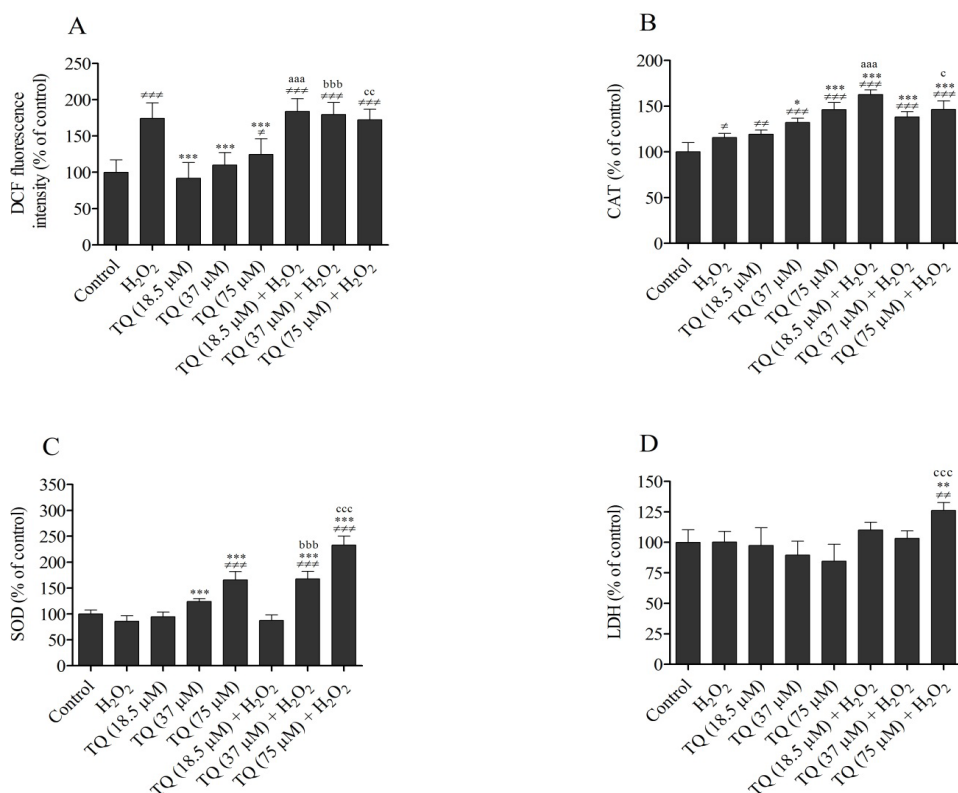 A
DCF fluorescence
intensity (% of control)
250
200
150
100
50
0
≠≠≠
***
***
***
≠
aaa
≠≠≠
bbb
≠≠≠
cc
≠≠≠
Control
H₂O₂
TQ (18.5 µM)
TQ (37 µM)
TQ (75 µM)
TQ (18.5 µM) + H₂O₂
TQ (37 µM) + H₂O₂
TQ (75 µM) + H₂O₂
B
CAT (% of control)
200
150
100
50
0
≠
≠≠
*
≠≠≠
***
≠≠≠
aaa
***
≠≠≠
***
≠≠≠
c
***
≠≠≠
Control
H₂O₂
TQ (18.5 µM)
TQ (37 µM)
TQ (75 µM)
TQ (18.5 µM) + H₂O₂
TQ (37 µM) + H₂O₂
TQ (75 µM) + H₂O₂
C
SOD (% of control)
350
300
250
200
150
100
50
0
***
***
≠≠≠
bbb
***
≠≠≠
ccc
***
≠≠≠
Control
H₂O₂
TQ (18.5 µM)
TQ (37 µM)
TQ (75 µM)
TQ (18.5 µM) + H₂O₂
TQ (37 µM) + H₂O₂
TQ (75 µM) + H₂O₂
D
LDH (% of control)
150
125
100
75
50
25
0
ccc
**
≠≠
Control
H₂O₂
TQ (18.5 µM)
TQ (37 µM)
TQ (75 µM)
TQ (18.5 µM) + H₂O₂
TQ (37 µM) + H₂O₂
TQ (75 µM) + H₂O₂